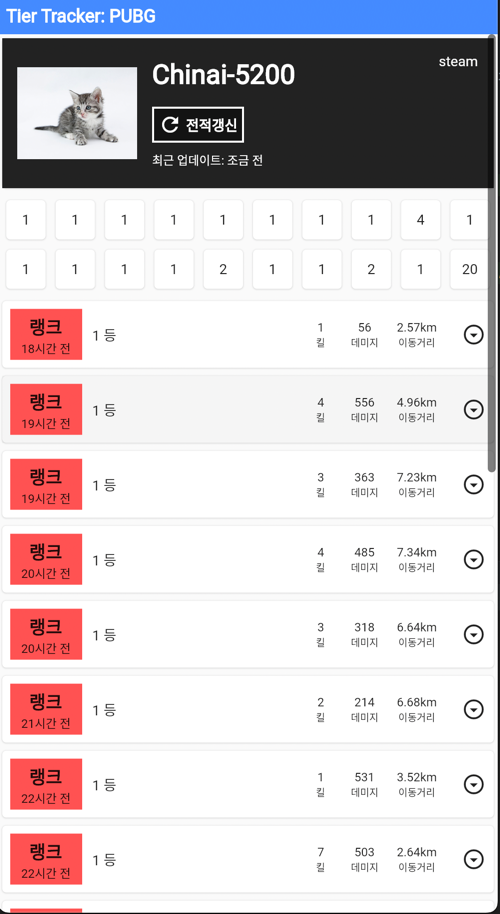 Tier Tracker: PUBG
Chinai-5200
steam
전적갱신
최근 업데이트: 조금 전
1 1 1 1 1 1 1 1 4 1
1 1 1 1 2 1 1 2 1 20
랭크
18시간 전
1 등
1 56 2.57km
킬 데미지 이동거리
랭크
19시간 전
1 등
4 556 4.96km
킬 데미지 이동거리
랭크
19시간 전
1 등
3 363 7.23km
킬 데미지 이동거리
랭크
20시간 전
1 등
4 485 7.34km
킬 데미지 이동거리
랭크
20시간 전
1 등
3 318 6.64km
킬 데미지 이동거리
랭크
21시간 전
1 등
2 214 6.68km
킬 데미지 이동거리
랭크
22시간 전
1 등
1 531 3.52km
킬 데미지 이동거리
랭크
22시간 전
1 등
7 503 2.64km
킬 데미지 이동거리